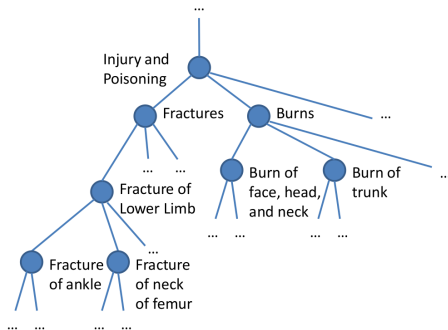 ...
Injury and
Poisoning
Fractures
Burns
...
... ...
Fracture of
Lower Limb
Burn of
face, head,
and neck
Burn of
trunk
...
... ...
... ...
...
Fracture
of ankle
Fracture
of neck
of femur
... ...
... ...